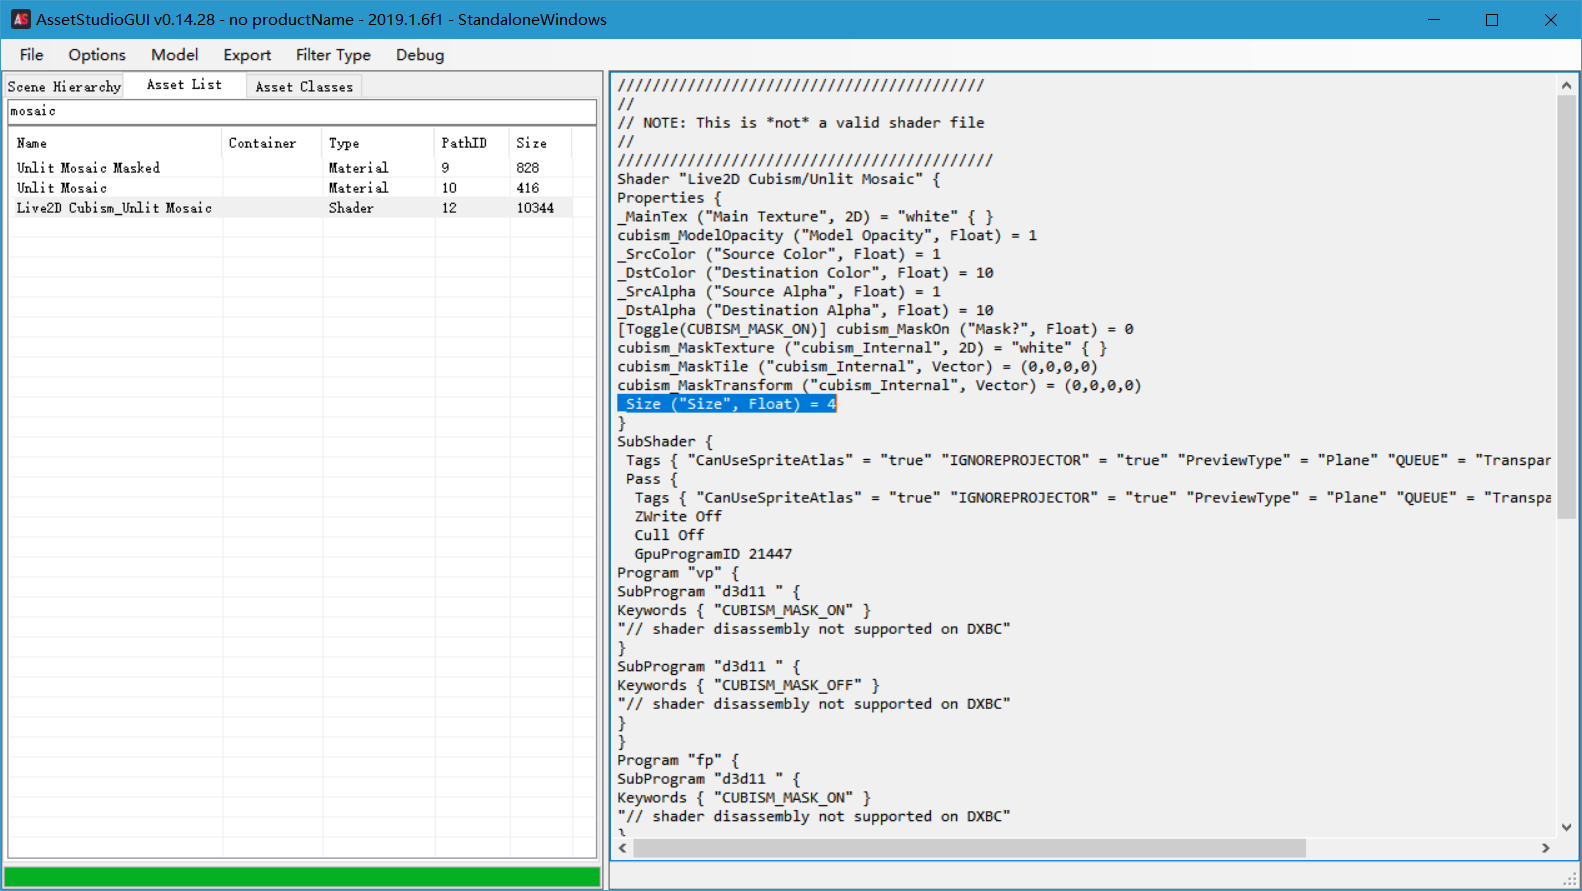 AS AssetStudioGUI v0.14.28 - no productName - 2019.1.6f1 - StandaloneWindows
File Options Model Export Filter Type Debug
Scene Hierarchy Asset List Asset Classes
mosaic
Name Container Type PathID Size
Unlit Mosaic Masked Material 9 828
Unlit Mosaic Material 10 416
Live2D Cubism_Unlit Mosaic Shader 12 10344
//////////////////////////////////////////
//
// NOTE: This is *not* a valid shader file
//
///////////////////////////////////////////
Shader "Live2D Cubism/Unlit Mosaic" {
Properties {
_MainTex ("Main Texture", 2D) = "white" { }
cubism_ModelOpacity ("Model Opacity", Float) = 1
_SrcColor ("Source Color", Float) = 1
_DstColor ("Destination Color", Float) = 10
_SrcAlpha ("Source Alpha", Float) = 1
_DstAlpha ("Destination Alpha", Float) = 10
[Toggle(CUBISM_MASK_ON)] cubism_MaskOn ("Mask?", Float) = 0
cubism_MaskTexture ("cubism_Internal", 2D) = "white" { }
cubism_MaskTile ("cubism_Internal", Vector) = (0,0,0,0)
cubism_MaskTransform ("cubism_Internal", Vector) = (0,0,0,0)
_Size ("Size", Float) = 4
}
SubShader {
Tags { "CanUseSpriteAtlas" = "true" "IGNOREPROJECTOR" = "true" "PreviewType" = "Plane" "QUEUE" = "Transpar
Pass {
Tags { "CanUseSpriteAtlas" = "true" "IGNOREPROJECTOR" = "true" "PreviewType" = "Plane" "QUEUE" = "Transpa
ZWrite Off
Cull Off
GpuProgramID 21447
Program "vp" {
SubProgram "d3d11 " {
Keywords { "CUBISM_MASK_ON" }
"// shader disassembly not supported on DXBC"
}
SubProgram "d3d11 " {
Keywords { "CUBISM_MASK_OFF" }
"// shader disassembly not supported on DXBC"
}
}
Program "fp" {
SubProgram "d3d11 " {
Keywords { "CUBISM_MASK_ON" }
"// shader disassembly not supported on DXBC"
}